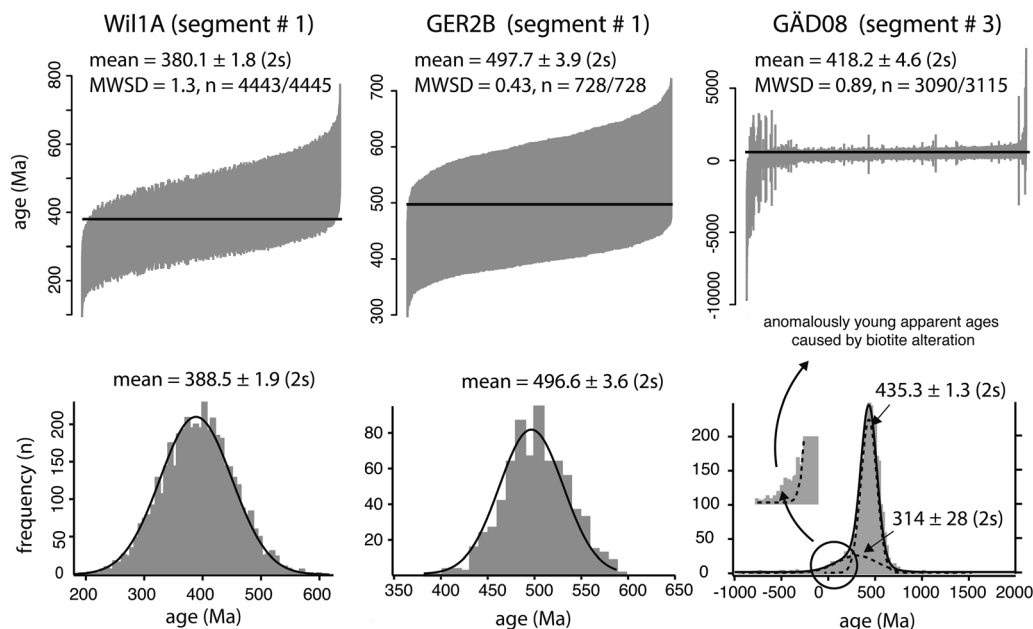 Wil1A (segment # 1)
mean = 380.1 ± 1.8 (2s)
MWSD = 1.3, n = 4443/4445
800
600
400
200
age (Ma)
GER2B (segment # 1)
mean = 497.7 ± 3.9 (2s)
MWSD = 0.43, n = 728/728
700
600
500
400
300
GÄD08 (segment # 3)
mean = 418.2 ± 4.6 (2s)
MWSD = 0.89, n = 3090/3115
5000
0
-5000
-10000
anomalously young apparent ages
caused by biotite alteration
mean = 388.5 ± 1.9 (2s)
200
150
100
50
0
frequency (n)
200 300 400 500 600
age (Ma)
mean = 496.6 ± 3.6 (2s)
80
60
40
20
350 400 450 500 550 600 650
age (Ma)
435.3 ± 1.3 (2s)
314 ± 28 (2s)
200
150
100
50
0
-1000 -500 0 500 1000 1500 2000
age (Ma)